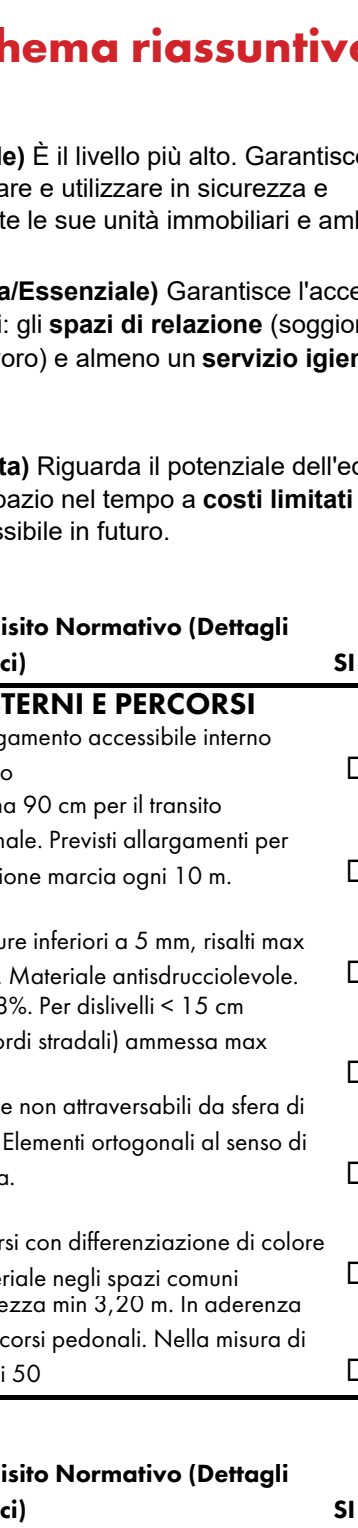 hema riassuntivo
le) È il livello più alto. Garantisce
are e utilizzare in sicurezza e
te le sue unità immobiliari e amb
a/Essenziale) Garantisce l'acce
i: gli spazi di relazione (soggior
voro) e almeno un servizio igien
ta) Riguarda il potenziale dell'ed
pazio nel tempo a costi limitati
ssibile in futuro.
isito Normativo (Dettagli
ci) SI
STERNI E PERCORSI
gamento accessibile interno
o
na 90 cm per il transito
nale. Previsti allargamenti per
ione marcia ogni 10 m.
ure inferiori a 5 mm, risalti max
. Materiale antisdrucciolevole.
8%. Per dislivelli < 15 cm
ordi stradali) ammessa max
e non attraversabili da sfera di
Elementi ortogonali al senso di
a.
rsi con differenziazione di colore
eriale negli spazi comuni
ezza min 3,20 m. In aderenza
corsi pedonali. Nella misura di
i 50
isito Normativo (Dettagli
ci) SI